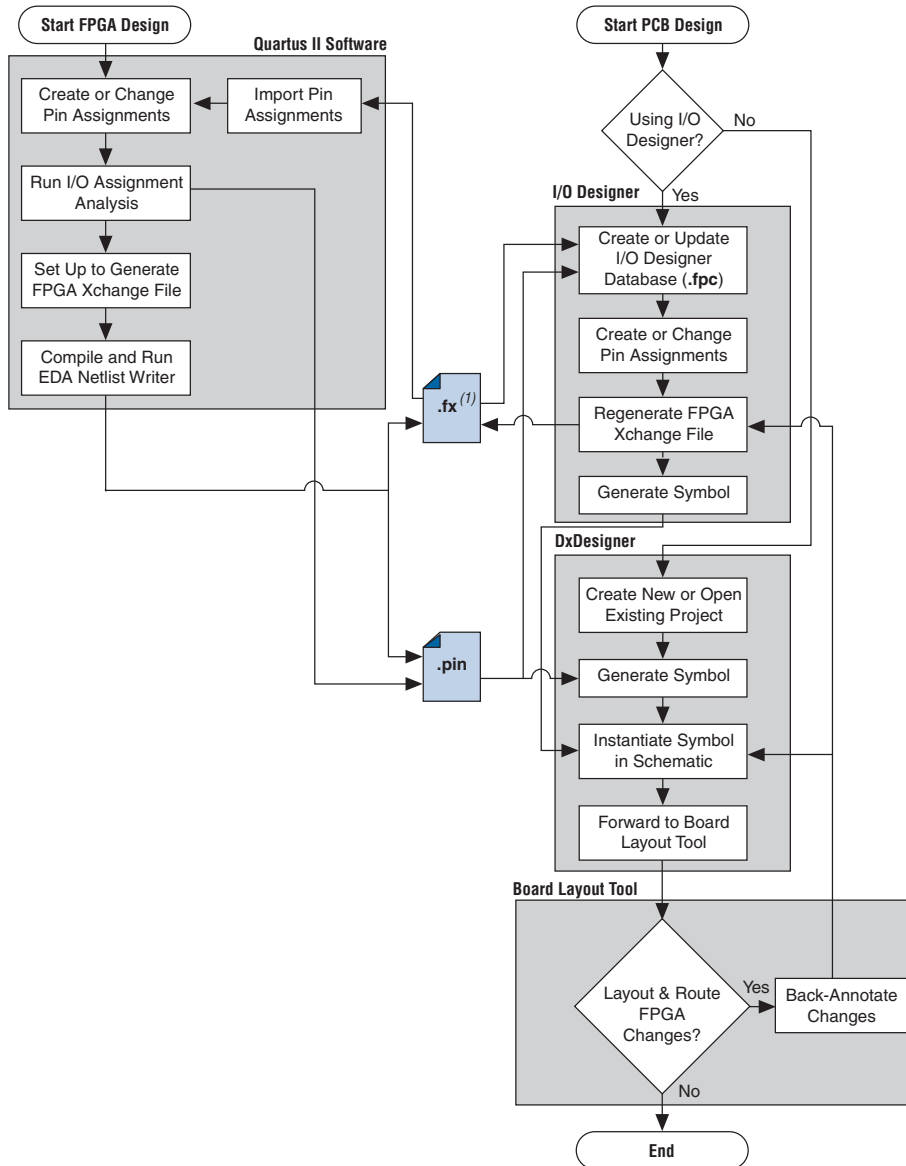 Start FPGA Design
Quartus II Software
Create or Change
Pin Assignments
Import Pin
Assignments
Run I/O Assignment
Analysis
Set Up to Generate
FPGA Xchange File
Compile and Run
EDA Netlist Writer
.fx (1)
.pin
Start PCB Design
Using I/O
Designer?
No
Yes
I/O Designer
Create or Update
I/O Designer
Database (.fpc)
Create or Change
Pin Assignments
Regenerate FPGA
Xchange File
Generate Symbol
DxDesigner
Create New or Open
Existing Project
Generate Symbol
Instantiate Symbol
in Schematic
Forward to Board
Layout Tool
Board Layout Tool
Layout & Route
FPGA
Changes?
Yes
Back-Annotate
Changes
No
End